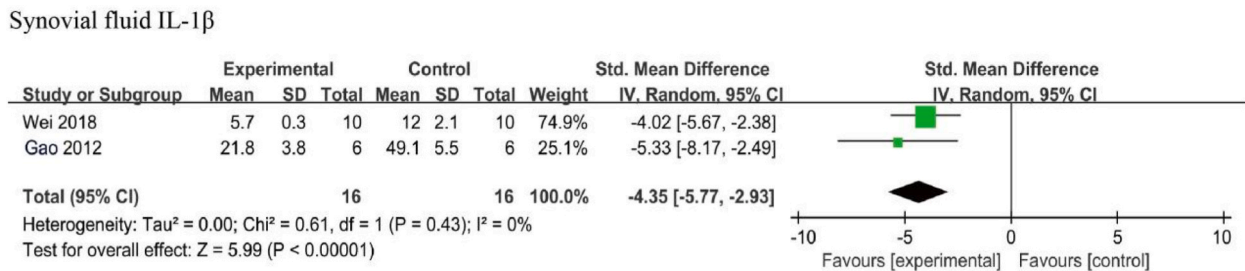 Synovial fluid IL-1β
Experimental Control Std. Mean Difference Std. Mean Difference
Study or Subgroup Mean SD Total Mean SD Total Weight IV, Random, 95% CI IV, Random, 95% CI
Wei 2018 5.7 0.3 10 12 2.1 10 74.9% -4.02 [-5.67, -2.38]
Gao 2012 21.8 3.8 6 49.1 5.5 6 25.1% -5.33 [-8.17, -2.49]
Total (95% CI) 16 16 100.0% -4.35 [-5.77, -2.93]
Heterogeneity: Tau² = 0.00; Chi² = 0.61, df = 1 (P = 0.43); I² = 0%
Test for overall effect: Z = 5.99 (P < 0.00001)
-10 -5 0 5 10
Favours [experimental] Favours [control]